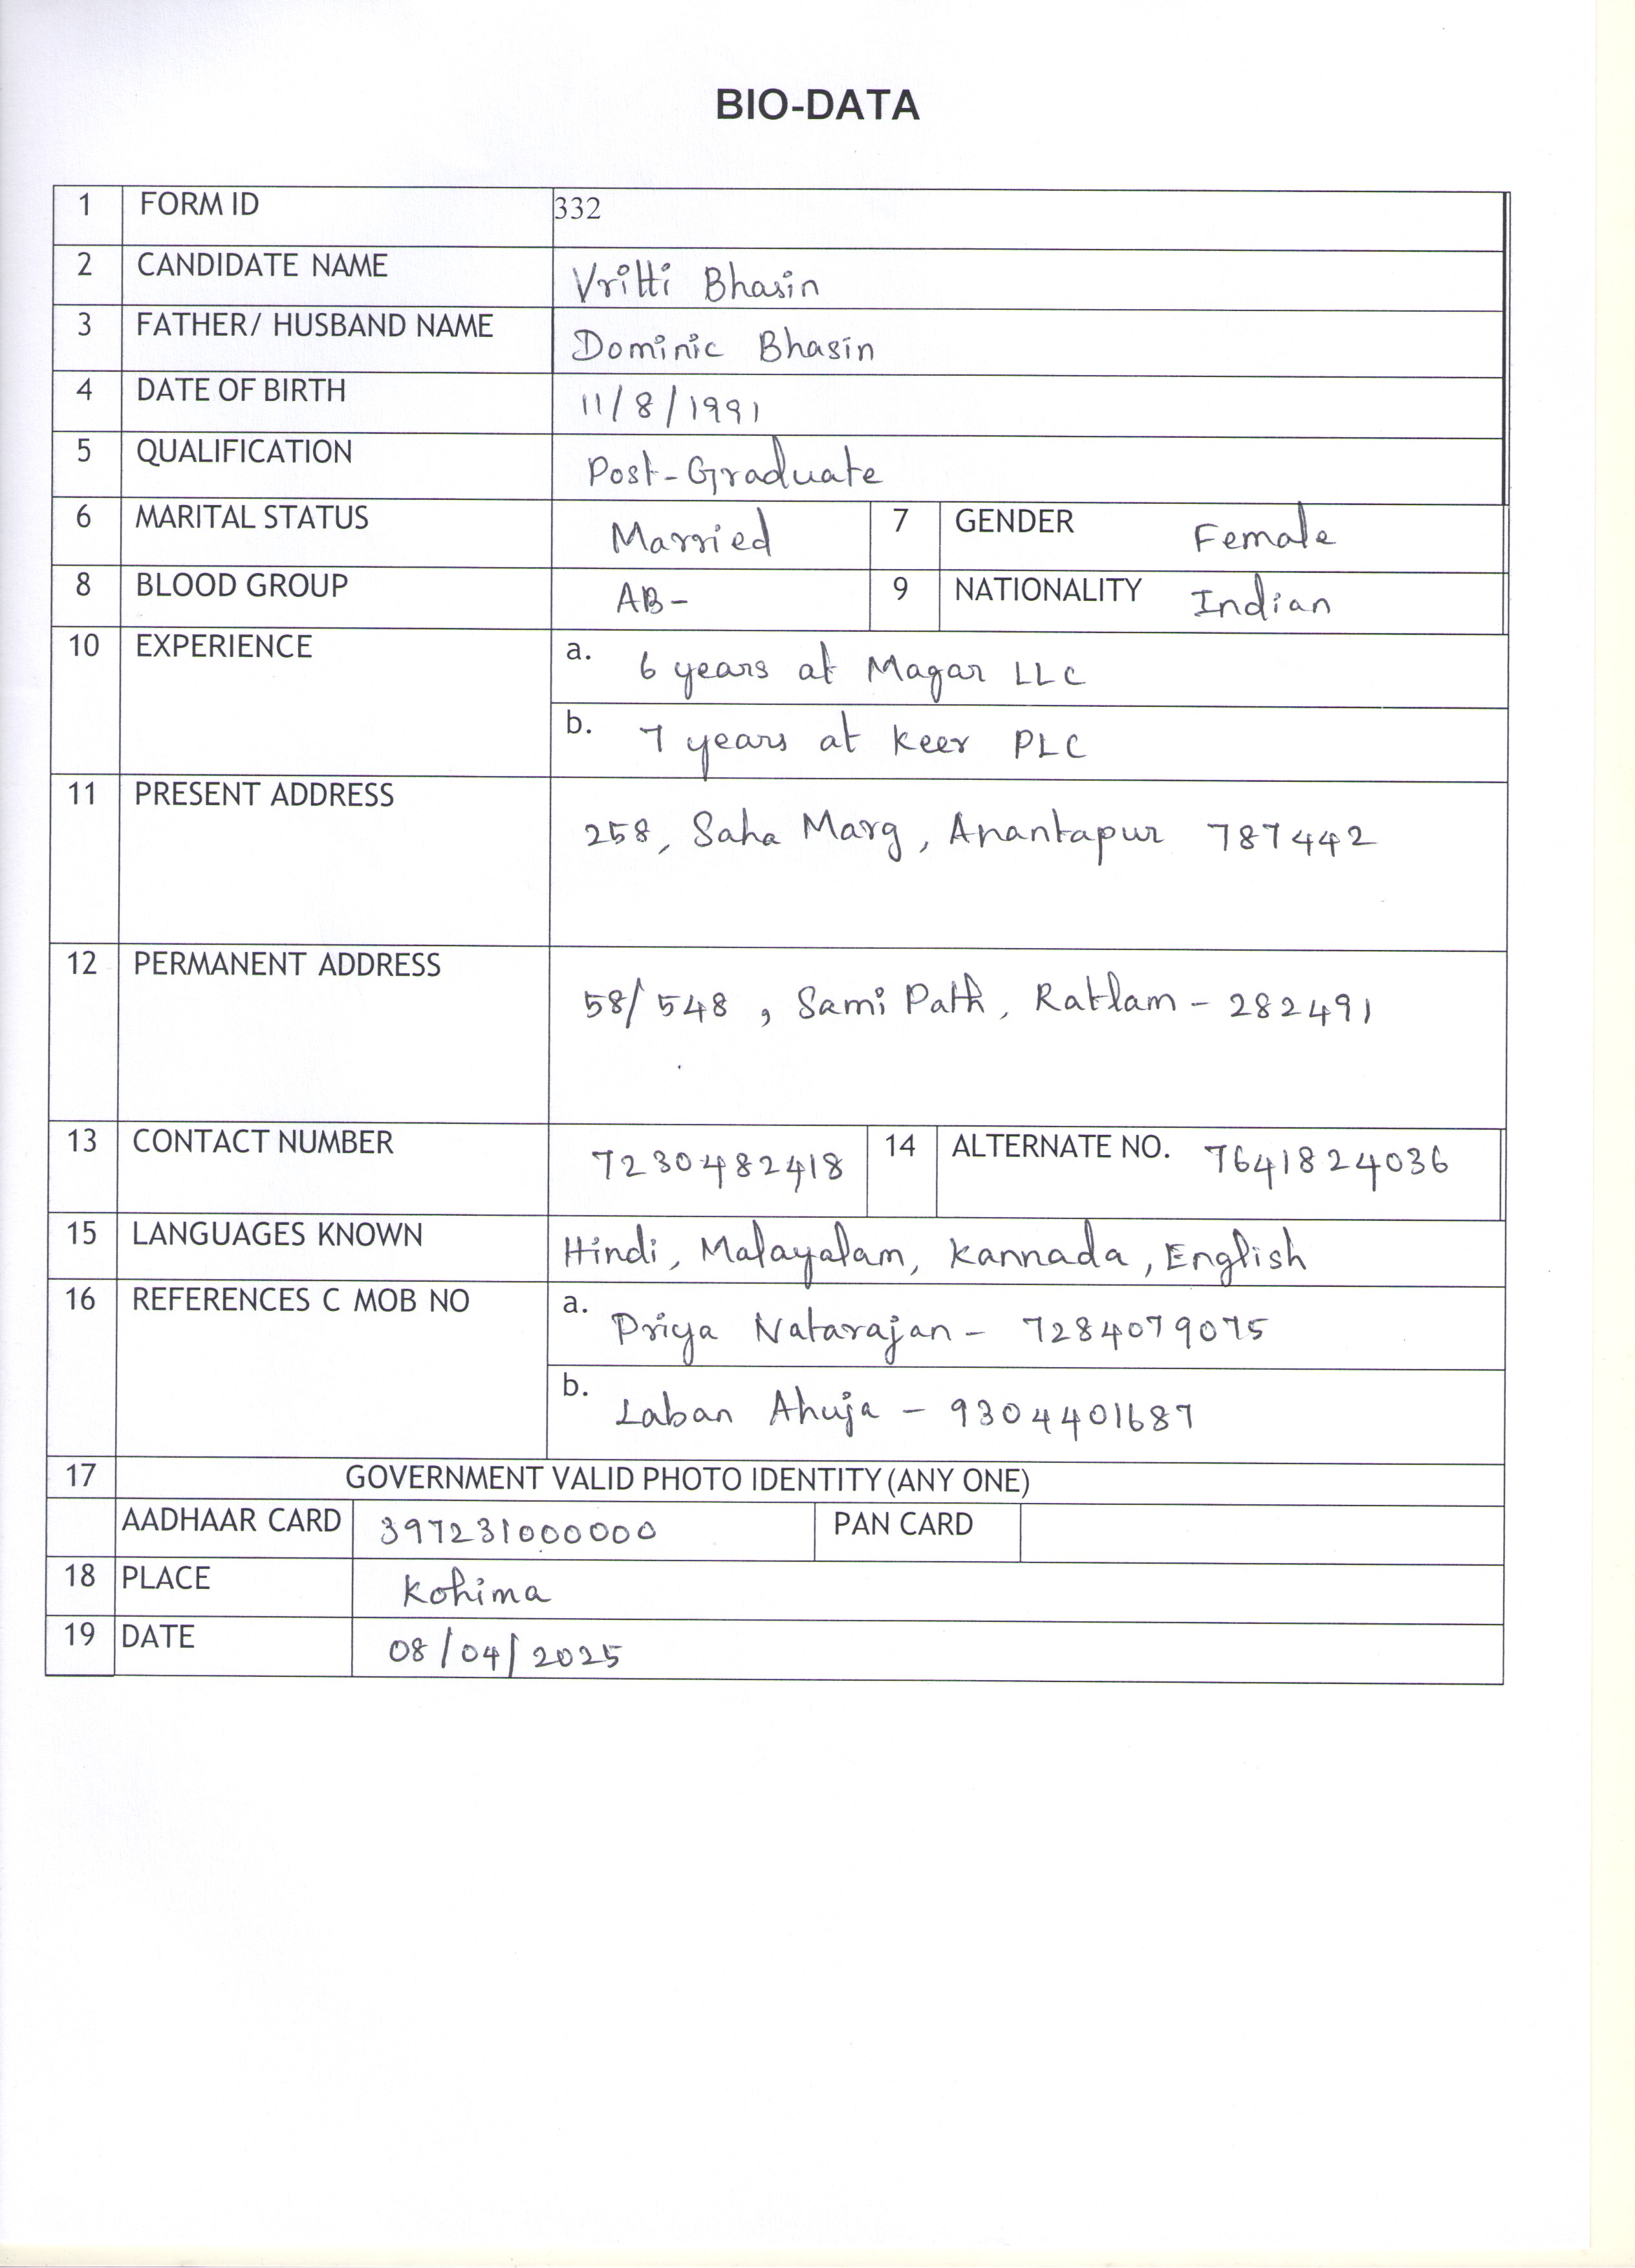 BIO-DATA
1 FORM ID 332
2 CANDIDATE NAME Vritti Bhasin
3 FATHER/ HUSBAND NAME Dominic Bhasin
4 DATE OF BIRTH 11/8/1991
5 QUALIFICATION Post-Graduate
6 MARITAL STATUS Married 7 GENDER Female
8 BLOOD GROUP AB- 9 NATIONALITY Indian
10 EXPERIENCE a. 6 years at Magar LLC
b. 7 years at Keer PLC
11 PRESENT ADDRESS 258, Saha Marg, Anantapur 787442
12 PERMANENT ADDRESS 58/548, Sami Path, Ratlam - 282491
13 CONTACT NUMBER 7230482418 14 ALTERNATE NO. 7641824036
15 LANGUAGES KNOWN Hindi, Malayalam, Kannada, English
16 REFERENCES C MOB NO a. Priya Natarajan - 7284079075
b. Laban Ahuja - 9304401687
17 GOVERNMENT VALID PHOTO IDENTITY (ANY ONE)
AADHAAR CARD 397231000000 PAN CARD
18 PLACE Kohima
19 DATE 08/04/2025